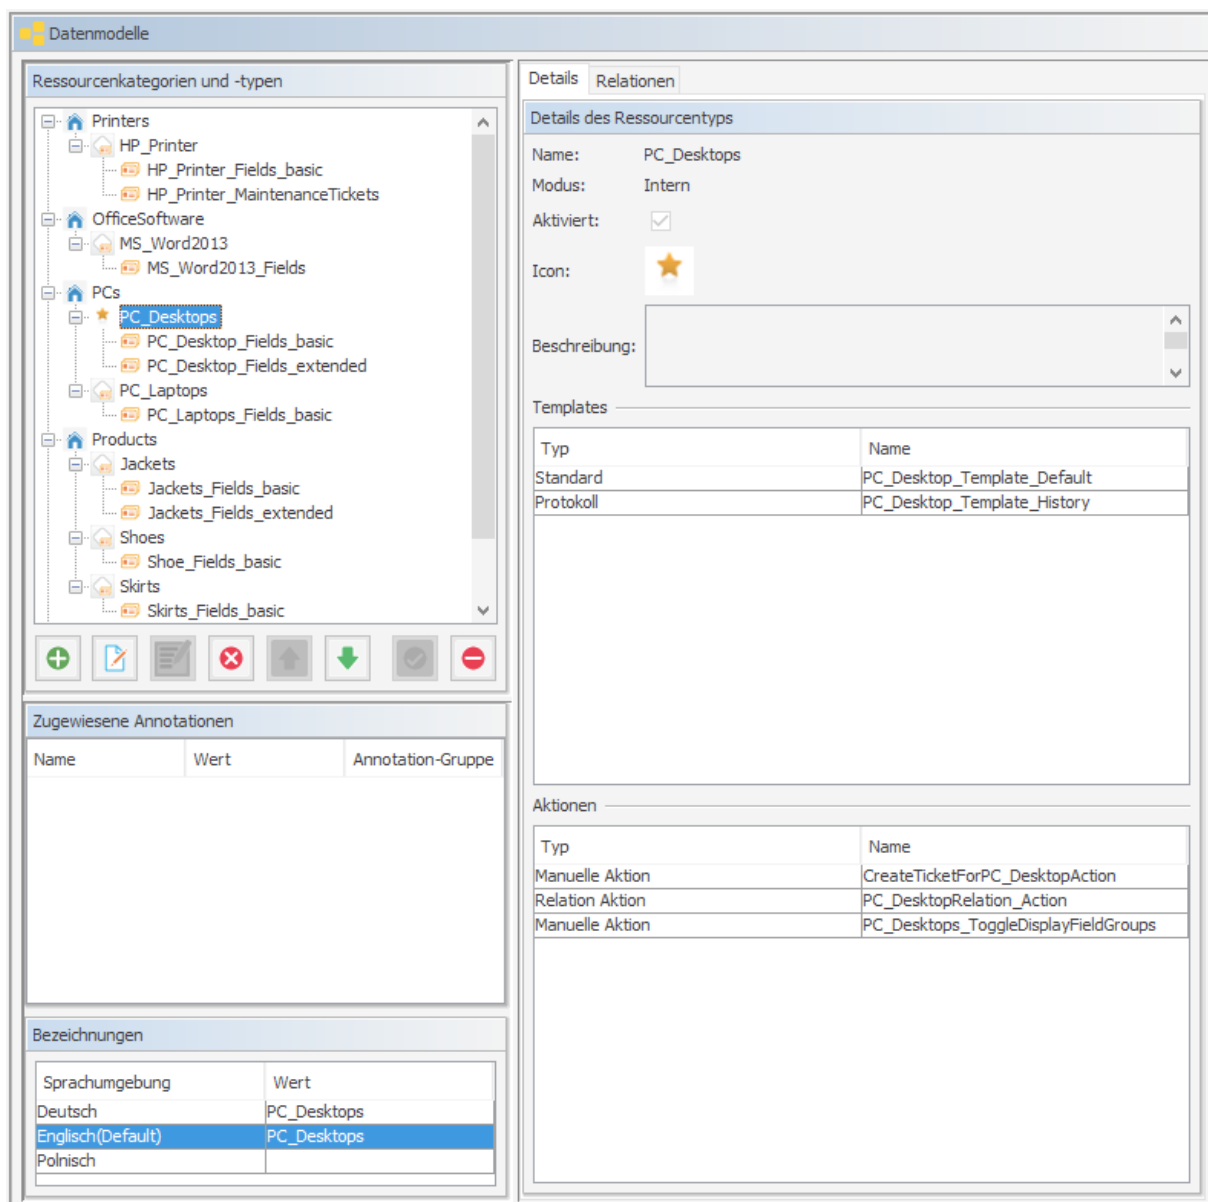 Datenmodelle
Ressourcenkategorien und -typen
Printers
HP_Printer
HP_Printer_Fields_basic
HP_Printer_MaintenanceTickets
OfficeSoftware
MS_Word2013
MS_Word2013_Fields
PCs
PC_Desktops
PC_Desktop_Fields_basic
PC_Desktop_Fields_extended
PC_Laptops
PC_Laptops_Fields_basic
Products
Jackets
Jackets_Fields_basic
Jackets_Fields_extended
Shoes
Shoe_Fields_basic
Skirts
Skirts_Fields_basic
Zugewiesene Annotationen
Name Wert Annotation-Gruppe
Bezeichnungen
Sprachumgebung Wert
Deutsch PC_Desktops
Englisch(Default) PC_Desktops
Polnisch
Details Relationen
Details des Ressourcentyps
Name: PC_Desktops
Modus: Intern
Aktiviert:
Icon:
Beschreibung:
Templates
Typ Name
Standard PC_Desktop_Template_Default
Protokoll PC_Desktop_Template_History
Aktionen
Typ Name
Manuelle Aktion CreateTicketForPC_DesktopAction
Relation Aktion PC_DesktopRelation_Action
Manuelle Aktion PC_Desktops_ToggleDisplayFieldGroups